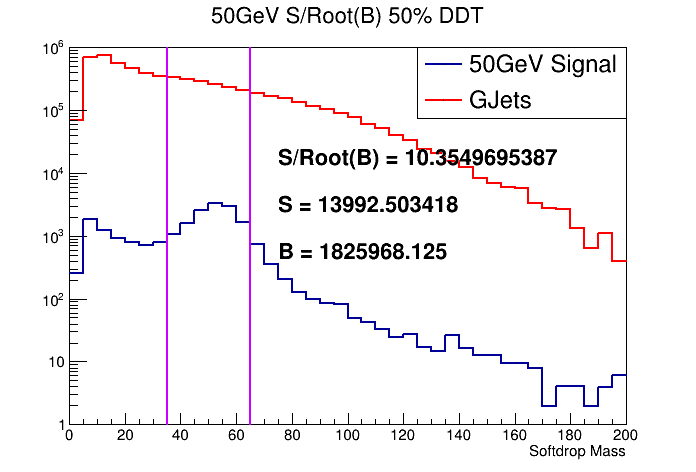 50GeV S/Root(B) 50% DDT
10^6
50GeV Signal
GJets
10^5
S/Root(B) = 10.3549695387
10^4
S = 13992.503418
10^3
B = 1825968.125
10^2
10
1
0 20 40 60 80 100 120 140 160 180 200
Softdrop Mass